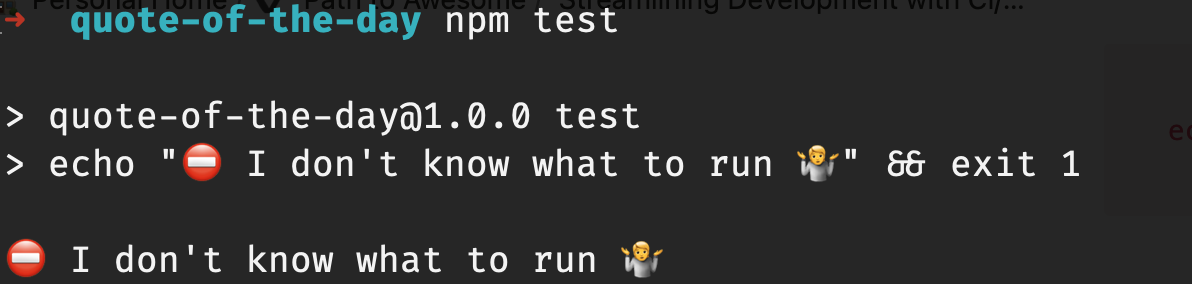 Personal Home Path to Awesome - Streamlining Development with CI/...
➜ quote-of-the-day npm test
> quote-of-the-day@1.0.0 test
> echo "⛔ I don't know what to run 🤷" && exit 1
⛔ I don't know what to run 🤷